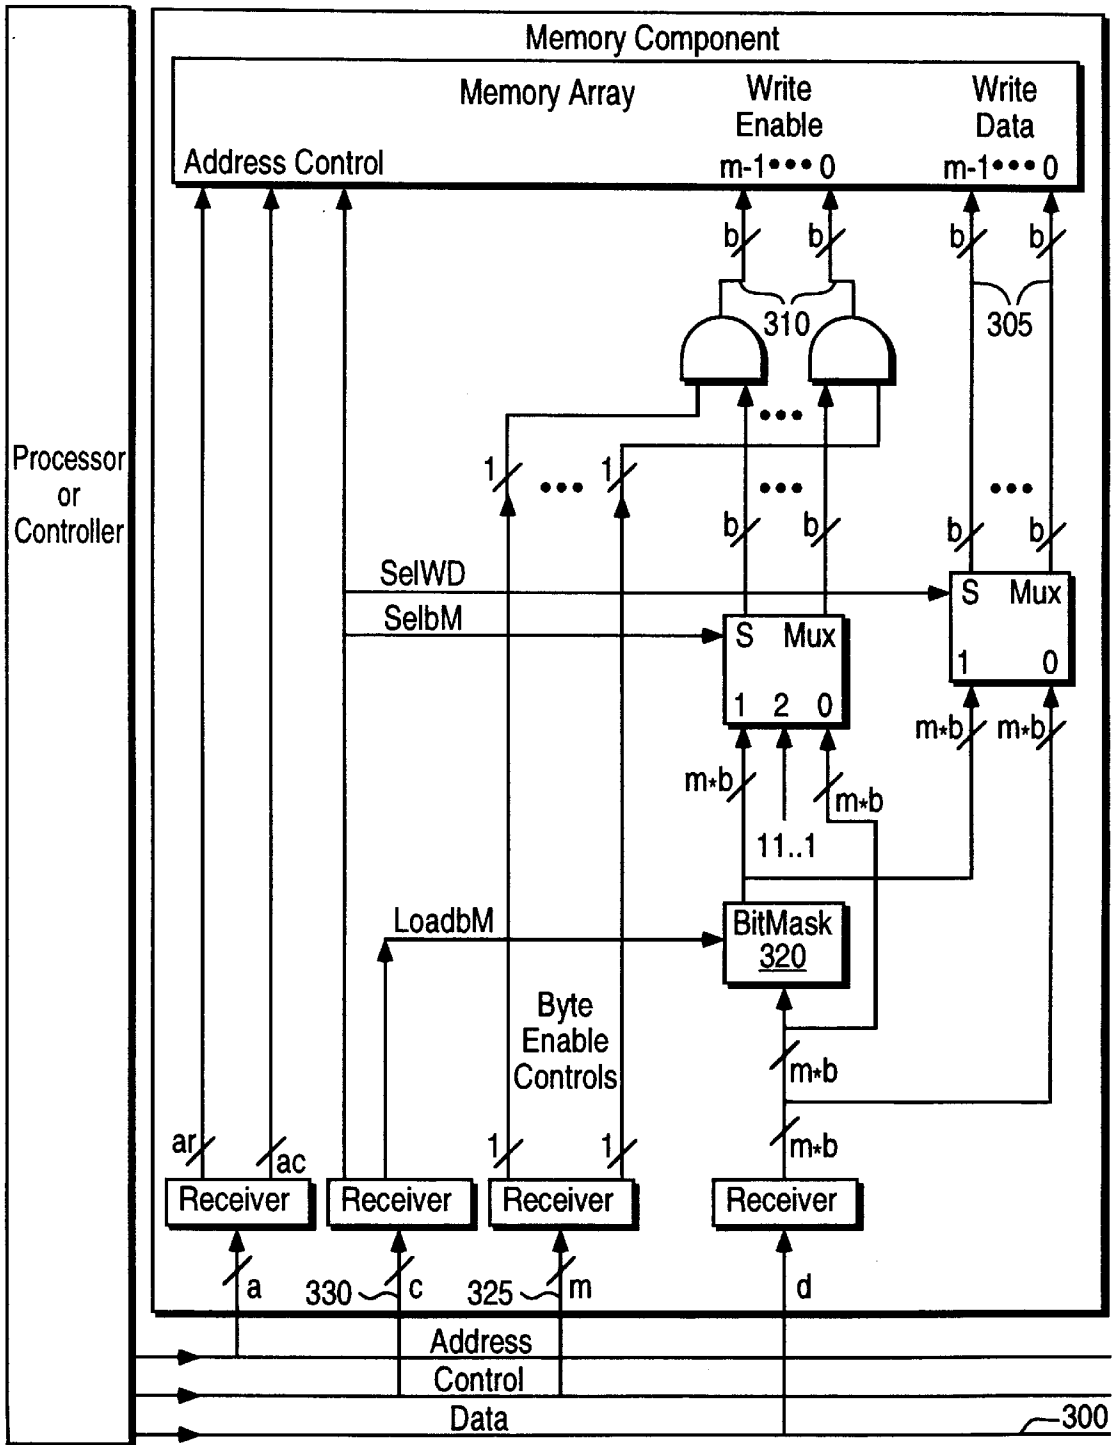 Memory Component
Memory Array
Write
Enable
m-1••• 0
Write
Data
m-1••• 0
Address Control
b
b
b
b
310
305
Processor
or
Controller
1
•••
1
•••
•••
•••
b
b
b
b
SelWD
SelbM
S Mux
1 2 0
S Mux
1 0
m*b
m*b
m*b
m*b
11..1
LoadbM
BitMask
320
Byte
Enable
Controls
m*b
m*b
ar
ac
1
1
Receiver
Receiver
Receiver
Receiver
a
330
c
325
m
d
Address
Control
Data
300